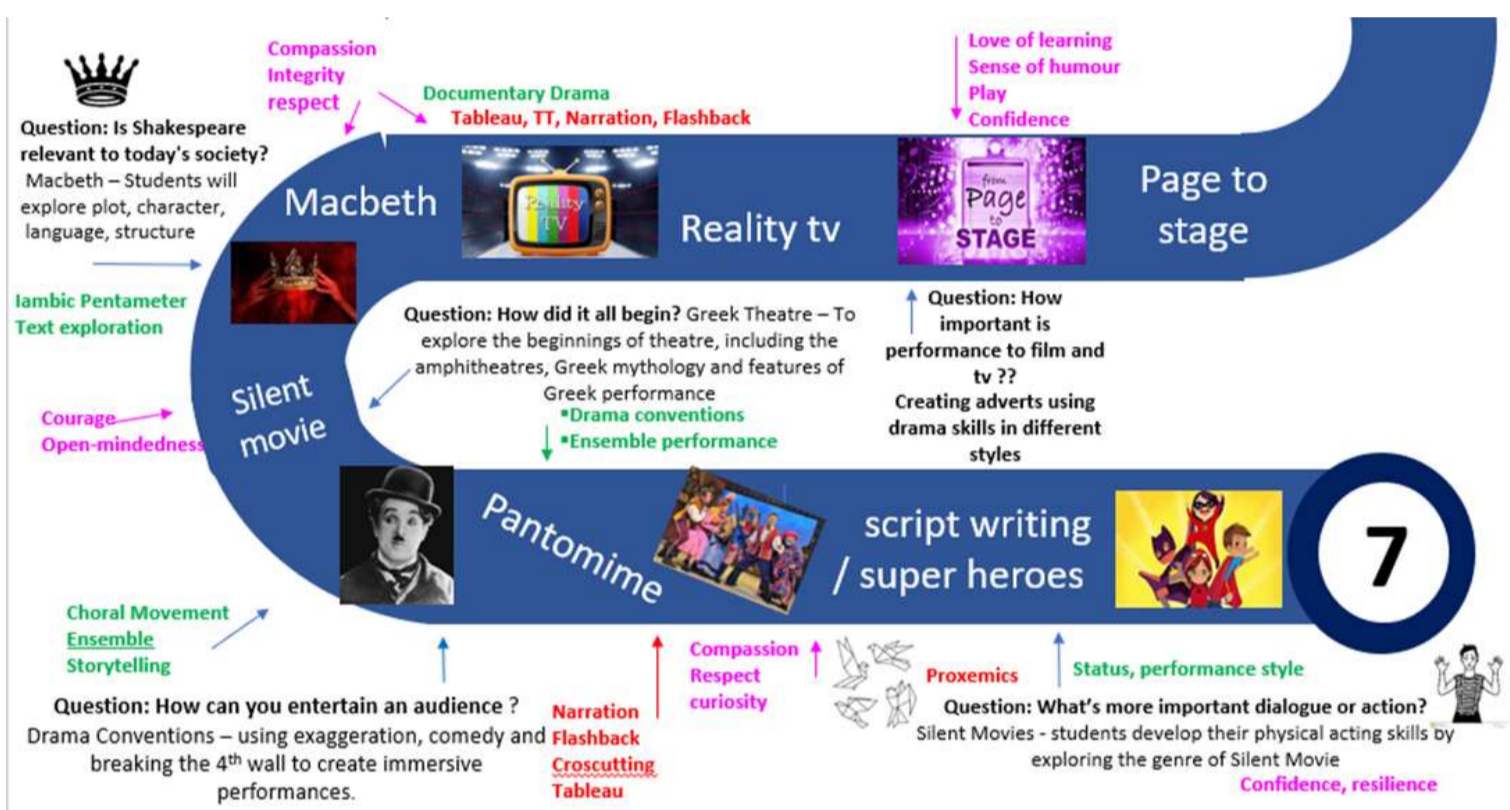 Compassion
Integrity
respect
Love of learning
Sense of humour
Play
Confidence
Documentary Drama
Tableau, TT, Narration, Flashback
Question: Is Shakespeare
relevant to today's society?
Macbeth – Students will
explore plot, character,
language, structure
Macbeth
Reality
TV
Reality tv
from
Page
to
STAGE
Page to
stage
Iambic Pentameter
Text exploration
Question: How did it all begin? Greek Theatre – To
explore the beginnings of theatre, including the
amphitheatres, Greek mythology and features of
Greek performance
▪Drama conventions
▪Ensemble performance
Question: How
important is
performance to film and
tv ??
Creating adverts using
drama skills in different
styles
Silent
movie
Courage
Open-mindedness
Pantomime
script writing
/ super heroes
7
Choral Movement
Ensemble
Storytelling
Question: How can you entertain an audience ?
Drama Conventions – using exaggeration, comedy and
breaking the 4th wall to create immersive
performances.
Narration
Flashback
Croscutting
Tableau
Compassion
Respect
curiosity
Proxemics
Status, performance style
Question: What's more important dialogue or action?
Silent Movies - students develop their physical acting skills by
exploring the genre of Silent Movie
Confidence, resilience